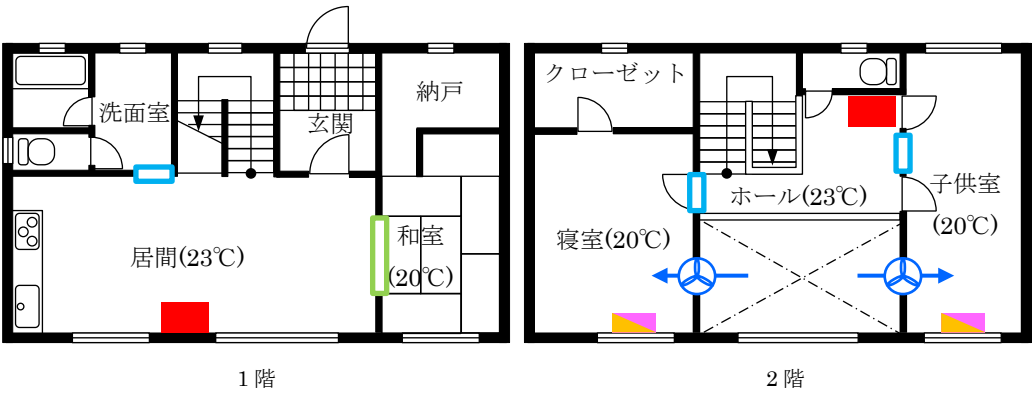 洗面室
玄関
納戸
居間(23℃)
和室
(20℃)
1階
クローゼット
ホール(23℃)
子供室
(20℃)
寝室(20℃)
2階